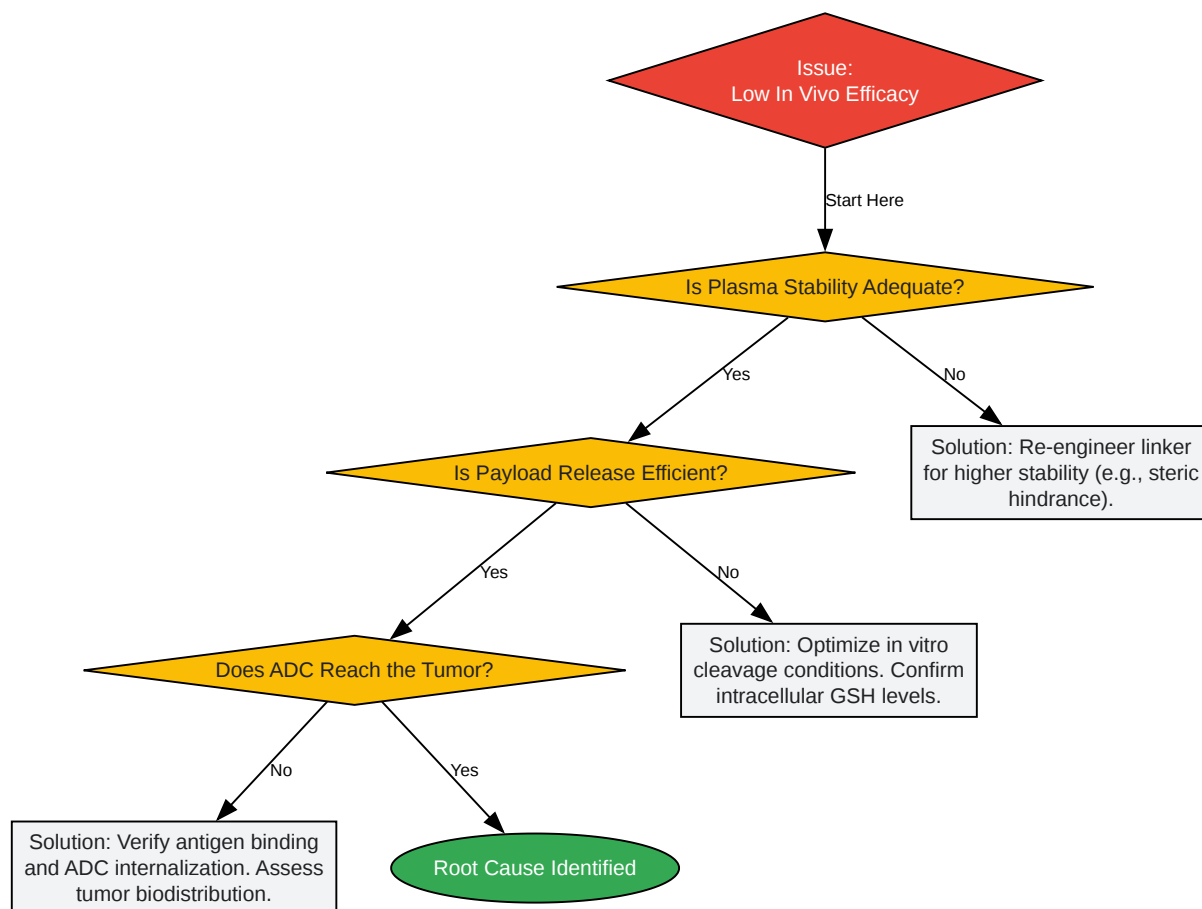 Issue:
Low In Vivo Efficacy
Start Here
Is Plasma Stability Adequate?
Yes
No
Solution: Re-engineer linker
for higher stability (e.g., steric
hindrance).
Is Payload Release Efficient?
Yes
No
Solution: Optimize in vitro
cleavage conditions. Confirm
intracellular GSH levels.
Does ADC Reach the Tumor?
No
Yes
Solution: Verify antigen binding
and ADC internalization. Assess
tumor biodistribution.
Root Cause Identified